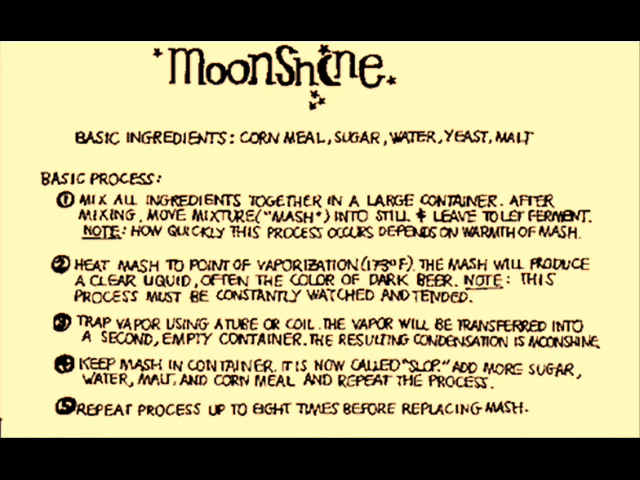 MOONSHINE
BASIC INGREDIENTS: CORN MEAL, SUGAR, WATER, YEAST, MALT
BASIC PROCESS:
① MIX ALL INGREDIENTS TOGETHER IN A LARGE CONTAINER. AFTER
MIXING, MOVE MIXTURE ("MASH") INTO STILL & LEAVE TO LET FERMENT.
NOTE: HOW QUICKLY THIS PROCESS OCCURS DEPENDS ON WARMTH OF MASH.
② HEAT MASH TO POINT OF VAPORIZATION (173° F). THE MASH WILL PRODUCE
A CLEAR LIQUID, OFTEN THE COLOR OF DARK BEER. NOTE: THIS
PROCESS MUST BE CONSTANTLY WATCHED AND TENDED.
③ TRAP VAPOR USING A TUBE OR COIL. THE VAPOR WILL BE TRANSFERRED INTO
A SECOND, EMPTY CONTAINER. THE RESULTING CONDENSATION IS MOONSHINE.
④ KEEP MASH IN CONTAINER. IT IS NOW CALLED "SLOP." ADD MORE SUGAR,
WATER, MALT, AND CORN MEAL AND REPEAT THE PROCESS.
⑤ REPEAT PROCESS UP TO EIGHT TIMES BEFORE REPLACING MASH.